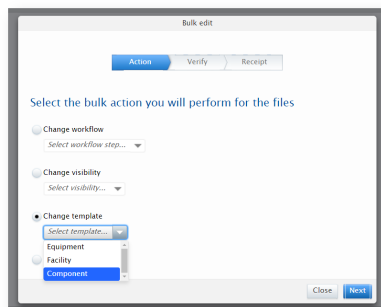 Bulk edit
Action Verify Receipt
Select the bulk action you will perform for the files
Change workflow
Select workflow step...
Change visibility
Select visibility...
Change template
Select template...
Equipment
Facility
Component
Close Next